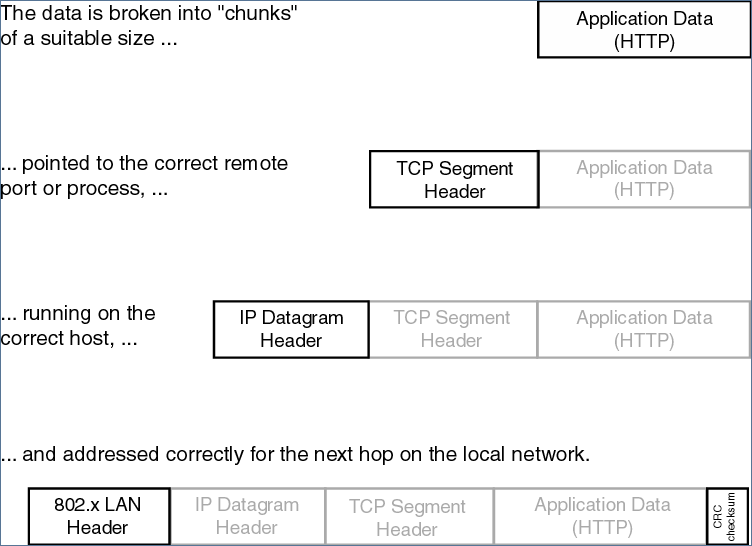 The data is broken into "chunks"
of a suitable size ...
Application Data
(HTTP)
... pointed to the correct remote
port or process, ...
TCP Segment
Header
Application Data
(HTTP)
... running on the
correct host, ...
IP Datagram
Header
TCP Segment
Header
Application Data
(HTTP)
... and addressed correctly for the next hop on the local network.
802.x LAN
Header
IP Datagram
Header
TCP Segment
Header
Application Data
(HTTP)
CRC
checksum